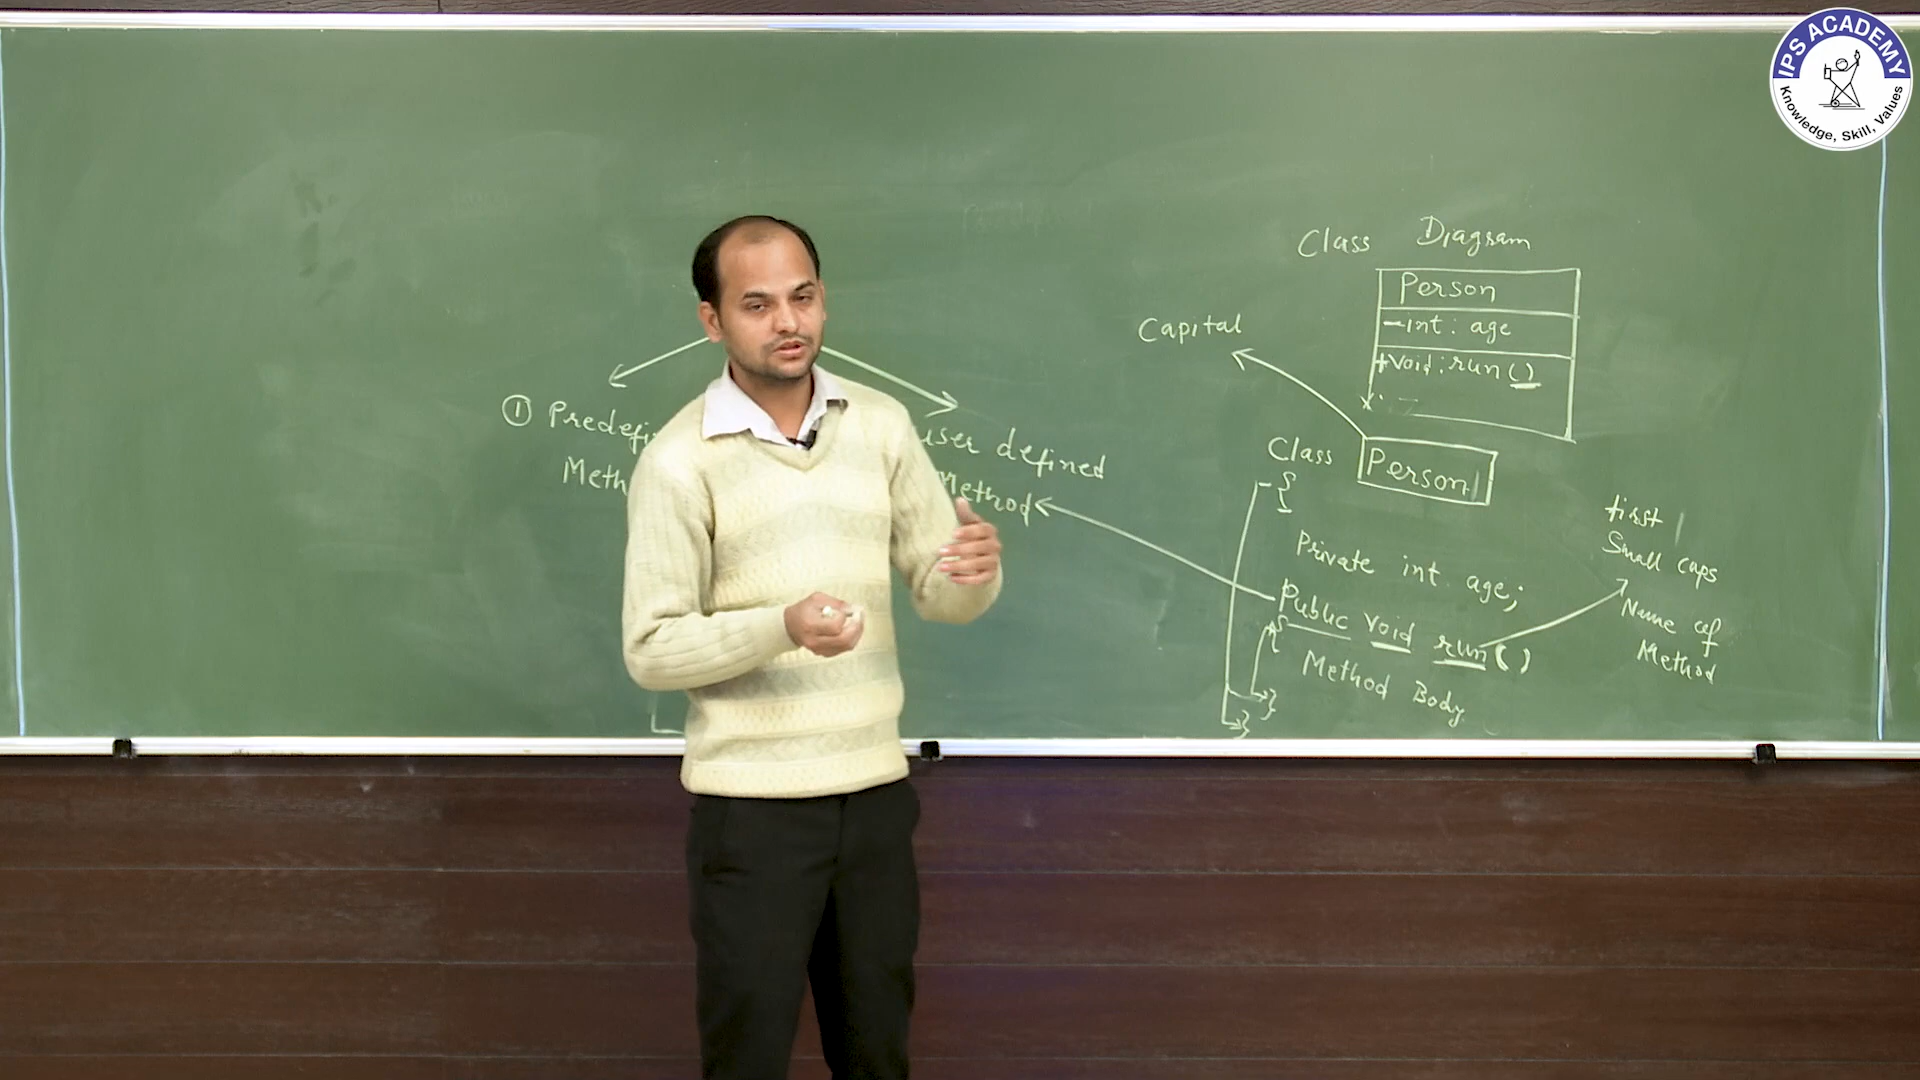 IPS ACADEMY
Knowledge, Skill, Values
Class Diagram
Person
-int: age
+void: run()
Capital
① Predefi
Meth
user defined
Method
Class Person
{
Private int age;
Public void run()
{
Method Body
}
}
first
Small caps
Name of
Method